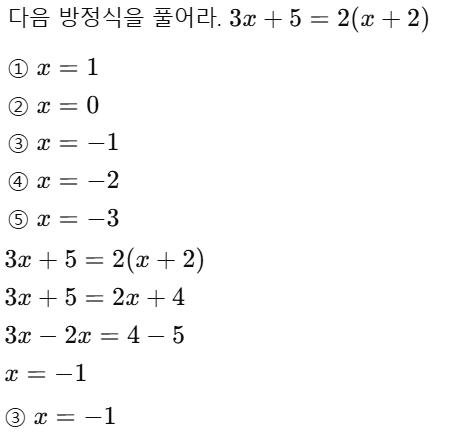 다음 방정식을 풀어라. 3x + 5 = 2(x + 2)
① x = 1
② x = 0
③ x = −1
④ x = −2
⑤ x = −3
3x + 5 = 2(x + 2)
3x + 5 = 2x + 4
3x − 2x = 4 − 5
x = −1
③ x = −1